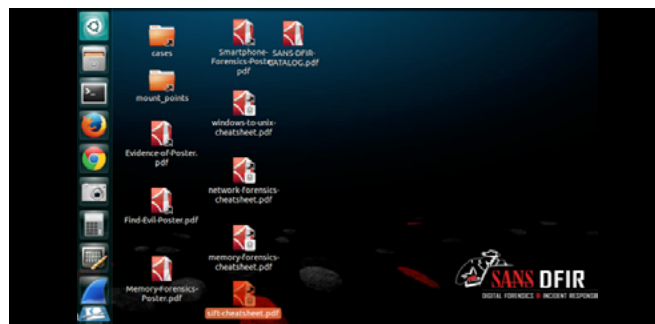 cases
mount_points
Evidence-of-Poster.
pdf
Find-Evil-Poster.pdf
Memory-Forensics-
Poster.pdf
Smartphone-
Forensics-Poster.
pdf
windows-to-unix-
cheatsheet.pdf
network-forensics-
cheatsheet.pdf
memory-forensics-
cheatsheet.pdf
sift-cheatsheet.pdf
SANS-DFIR-
CATALOG.pdf
SANS DFIR
DIGITAL FORENSICS & INCIDENT RESPONSE